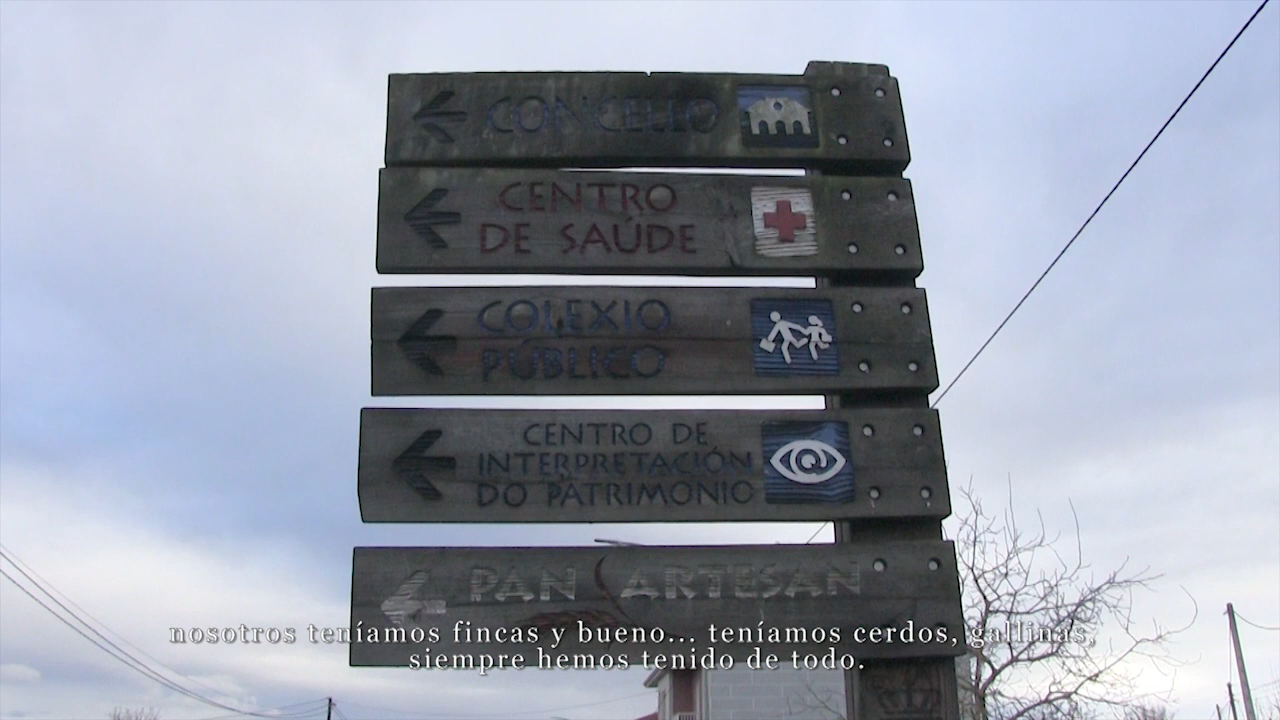 CONCELLO
CENTRO
DE SAÚDE
COLEXIO
PÚBLICO
CENTRO DE
INTERPRETACIÓN
DO PATRIMONIO
PAN ARTESAN
nosotros teníamos fincas y bueno... teníamos cerdos, gallinas,
siempre hemos tenido de todo.